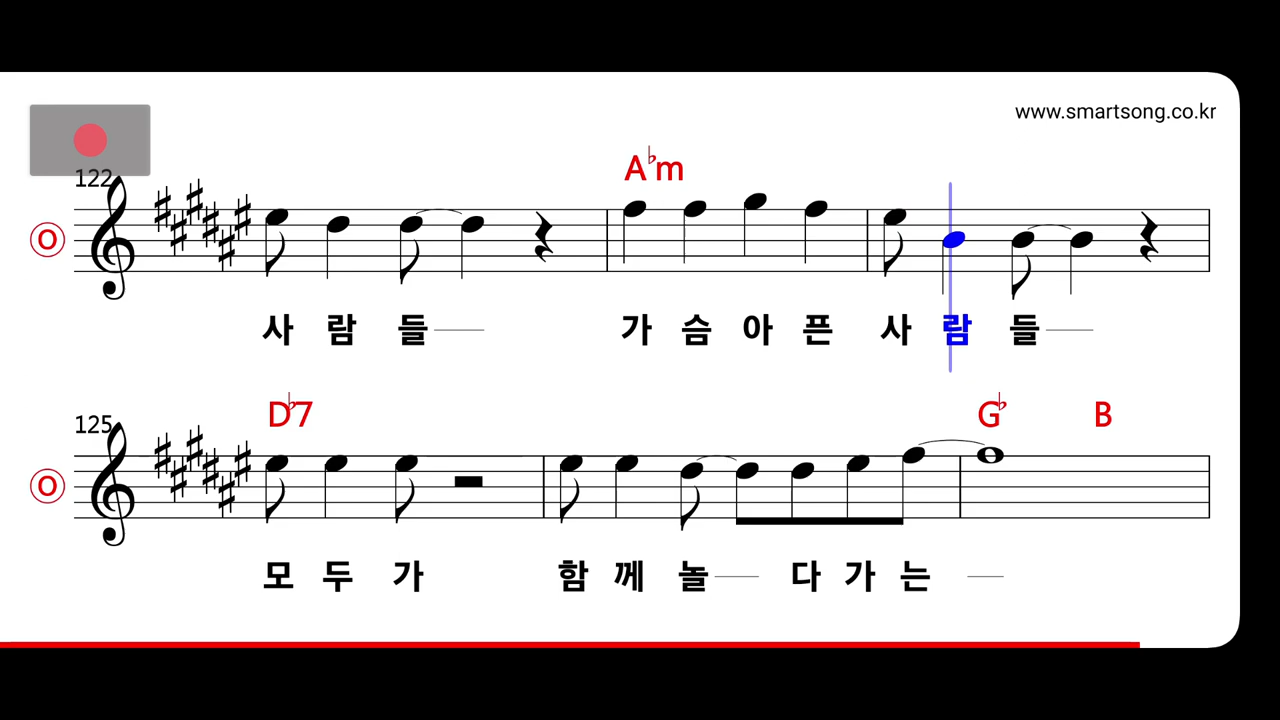 www.smartsong.co.kr
122
A♭m
O
사 람 들 가 슴 아 픈 사 람 들
125
D♭7 G♭ B
O
모 두 가 함 께 놀 다 가 는